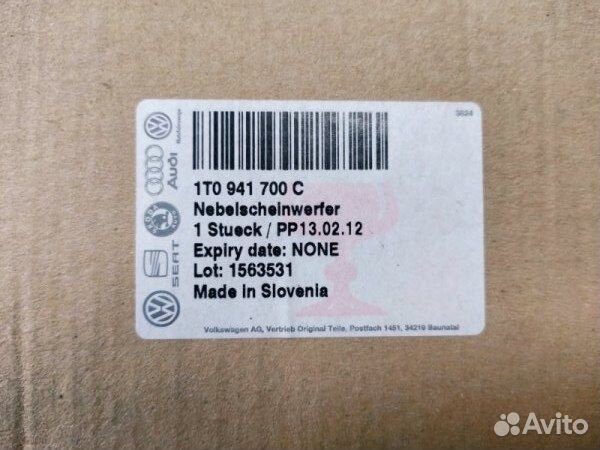 3624
1T0 941 700 C
Nebelscheinwerfer
1 Stueck / PP13.02.12
Expiry date: NONE
Lot: 1563531
Made in Slovenia
Volkswagen AG, Vertrieb Original Teile, Postfach 1451, 34219 Baunatal
Audi
SKODA
SEAT
Avito